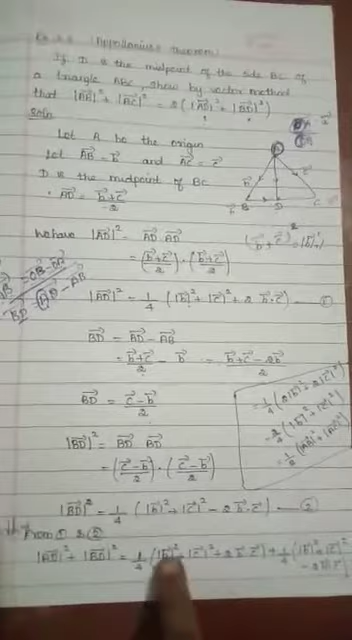 (Appollonius theorem)
If D is the midpoint of the side BC of
a triangle ABC, show by vector method
that |AB|² + |AC|² = 2(|AD|² + |BD|²)
Soln
Let A be the origin
Let AB = b and AC = c
D is the midpoint of BC
∴ AD = (b + c)/2
We have |AD|² = AD · AD
= ((b + c)/2) · ((b + c)/2)
|AD|² = 1/4 (|b|² + |c|² + 2 b·c) — ①
BD = AD - AB
= (b + c)/2 - b = (b + c - 2b)/2
BD = (c - b)/2
|BD|² = BD BD
= ((c - b)/2) · ((c - b)/2)
|BD|² = 1/4 (|b|² + |c|² - 2 b·c) — ②
From ① & ②
|AD|² + |BD|² = 1/4 (|b|² + |c|² + 2 b·c) + 1/4 (|b|² + |c|²
= 1/4 (2|b|² + 2|c|²)
= 2/4 (|b|² + |c|²)
= 1/2 (|AB|² + |AC|²)
BD = AD - AB
b
c
B D C